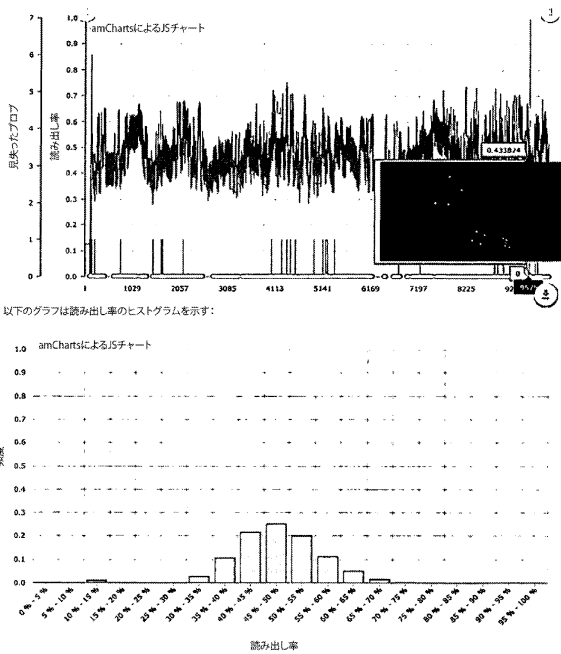 7
6
5
4
3
2
1
0
見失ったブロブ
1.0
0.9
0.8
0.7
0.6
0.5
0.4
0.3
0.2
0.1
0.0
読み出し率
amChartsによるJSチャート
0.433824
0
1
1029
2057
3085
4113
5141
6169
7197
8225
以下のグラフは読み出し率のヒストグラムを示す:
amChartsによるJSチャート
1.0
0.9
0.8
0.7
0.6
0.5
0.4
0.3
0.2
0.1
0.0
0 % - 5 %
5 % - 10 %
10 % - 15 %
15 % - 20 %
20 % - 25 %
25 % - 30 %
30 % - 35 %
35 % - 40 %
40 % - 45 %
45 % - 50 %
50 % - 55 %
55 % - 60 %
60 % - 65 %
65 % - 70 %
70 % - 75 %
75 % - 80 %
80 % - 85 %
85 % - 90 %
90 % - 95 %
95 % - 100 %
読み出し率